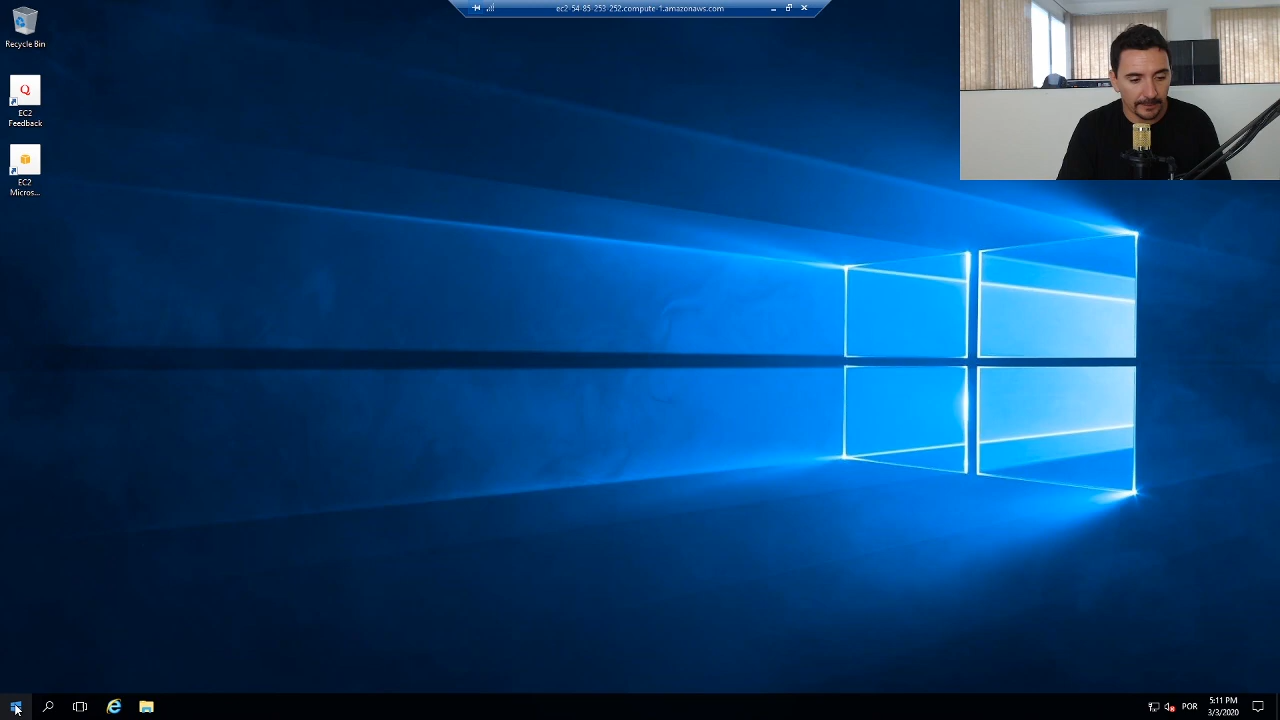 ec2-54-85-253-252.compute-1.amazonaws.com
Recycle Bin
EC2
Feedback
EC2
Micros...
POR
5:11 PM
3/3/2020